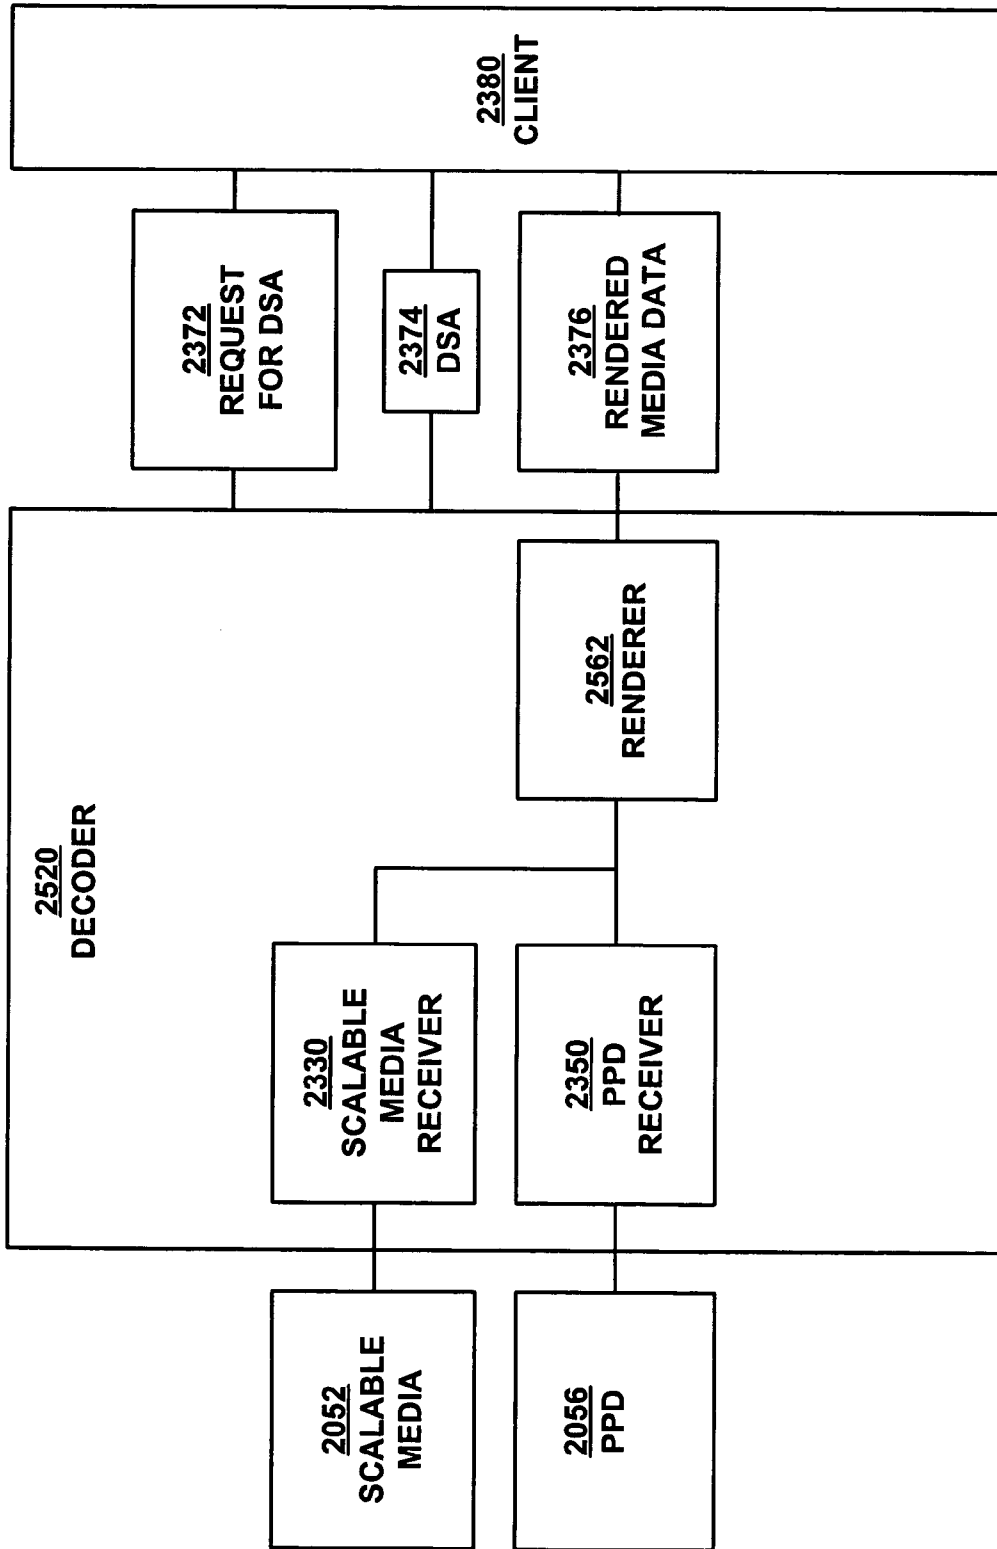 2520
DECODER
2052
SCALABLE
MEDIA
2330
SCALABLE
MEDIA
RECEIVER
2056
PPD
2350
PPD
RECEIVER
2562
RENDERER
2372
REQUEST
FOR DSA
2374
DSA
2376
RENDERED
MEDIA DATA
2380
CLIENT